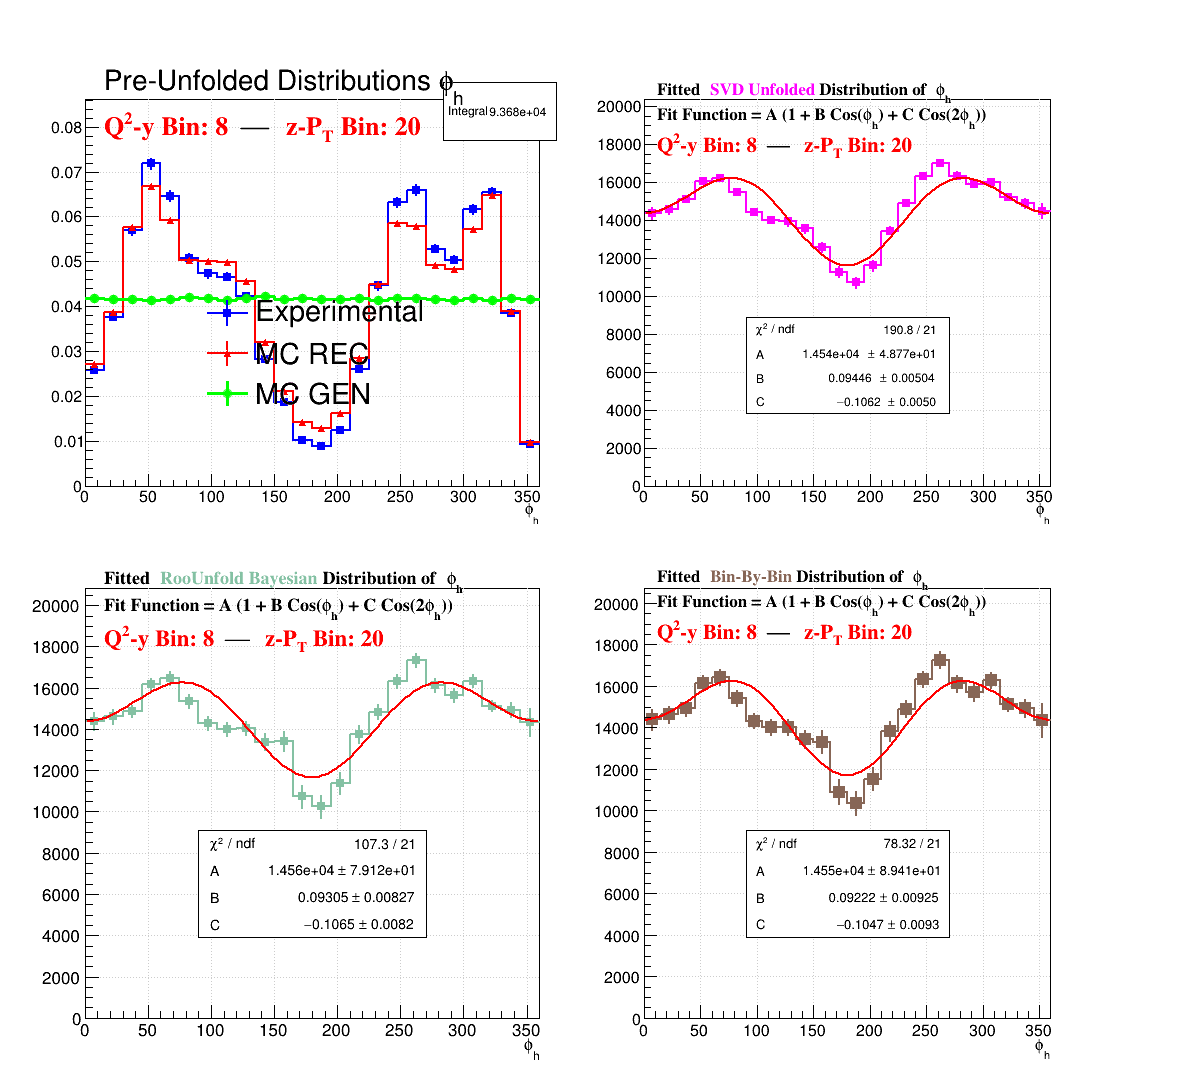 Pre-Unfolded Distributions ϕh
Integral 9.368e+04
Q²-y Bin: 8 — z-PT Bin: 20
0.08
0.07
0.06
0.05
0.04
0.03
0.02
0.01
0
Experimental
MC REC
MC GEN
0 50 100 150 200 250 300 350
ϕh
Fitted SVD Unfolded Distribution of ϕh
Fit Function = A (1 + B Cos(ϕh) + C Cos(2ϕh))
Q²-y Bin: 8 — z-PT Bin: 20
20000
18000
16000
14000
12000
10000
8000
6000
4000
2000
0
χ² / ndf 190.8 / 21
A 1.454e+04 ± 4.877e+01
B 0.09446 ± 0.00504
C −0.1062 ± 0.0050
0 50 100 150 200 250 300 350
ϕh
Fitted RooUnfold Bayesian Distribution of ϕh
Fit Function = A (1 + B Cos(ϕh) + C Cos(2ϕh))
Q²-y Bin: 8 — z-PT Bin: 20
20000
18000
16000
14000
12000
10000
8000
6000
4000
2000
0
χ² / ndf 107.3 / 21
A 1.456e+04 ± 7.912e+01
B 0.09305 ± 0.00827
C −0.1065 ± 0.0082
0 50 100 150 200 250 300 350
ϕh
Fitted Bin-By-Bin Distribution of ϕh
Fit Function = A (1 + B Cos(ϕh) + C Cos(2ϕh))
Q²-y Bin: 8 — z-PT Bin: 20
20000
18000
16000
14000
12000
10000
8000
6000
4000
2000
0
χ² / ndf 78.32 / 21
A 1.455e+04 ± 8.941e+01
B 0.09222 ± 0.00925
C −0.1047 ± 0.0093
0 50 100 150 200 250 300 350
ϕh